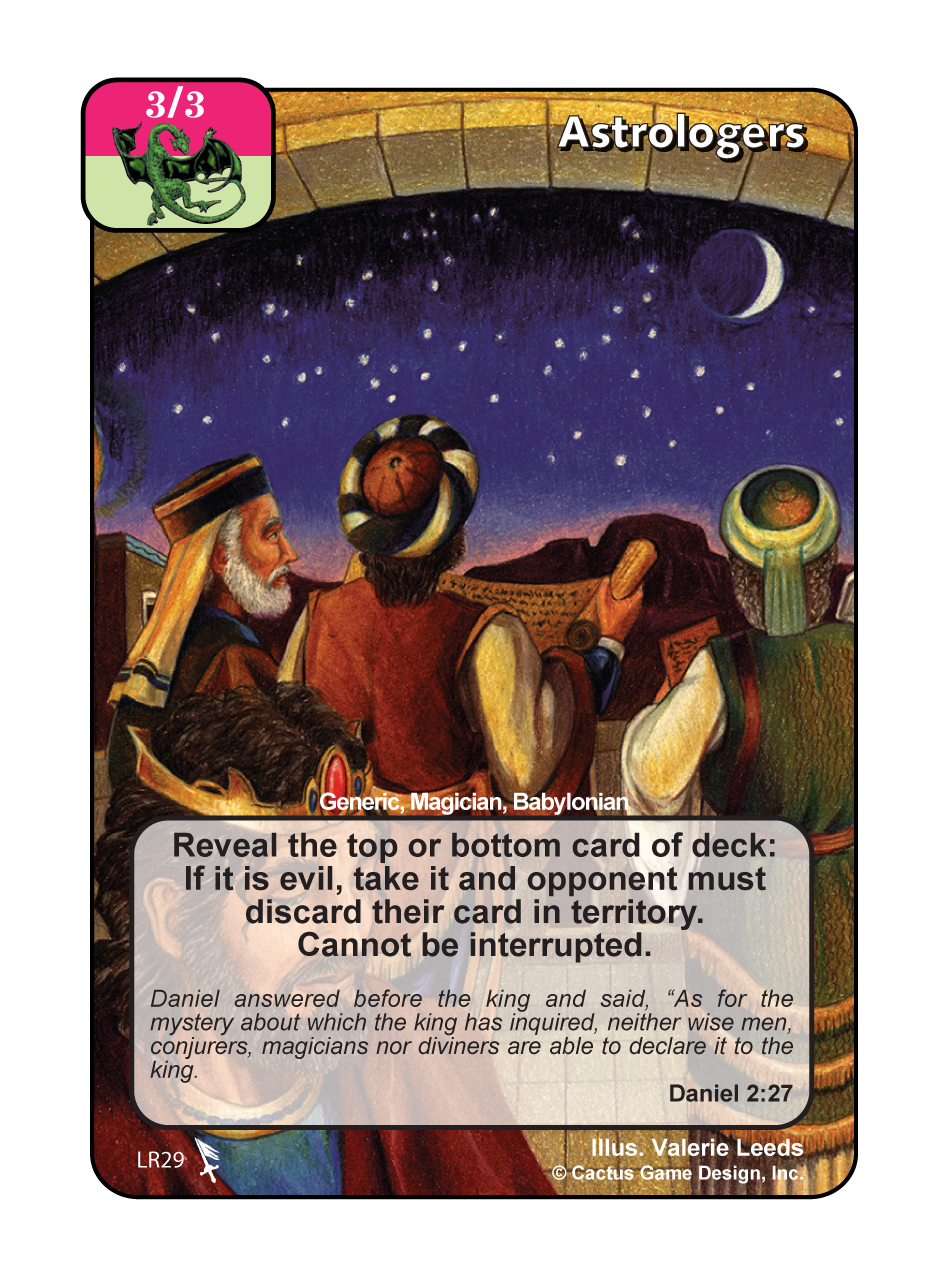 3/3
Astrologers
Generic, Magician, Babylonian
Reveal the top or bottom card of deck:
If it is evil, take it and opponent must
discard their card in territory.
Cannot be interrupted.
Daniel answered before the king and said, “As for the
mystery about which the king has inquired, neither wise men,
conjurers, magicians nor diviners are able to declare it to the
king.
Daniel 2:27
LR29
Illus. Valerie Leeds
© Cactus Game Design, Inc.